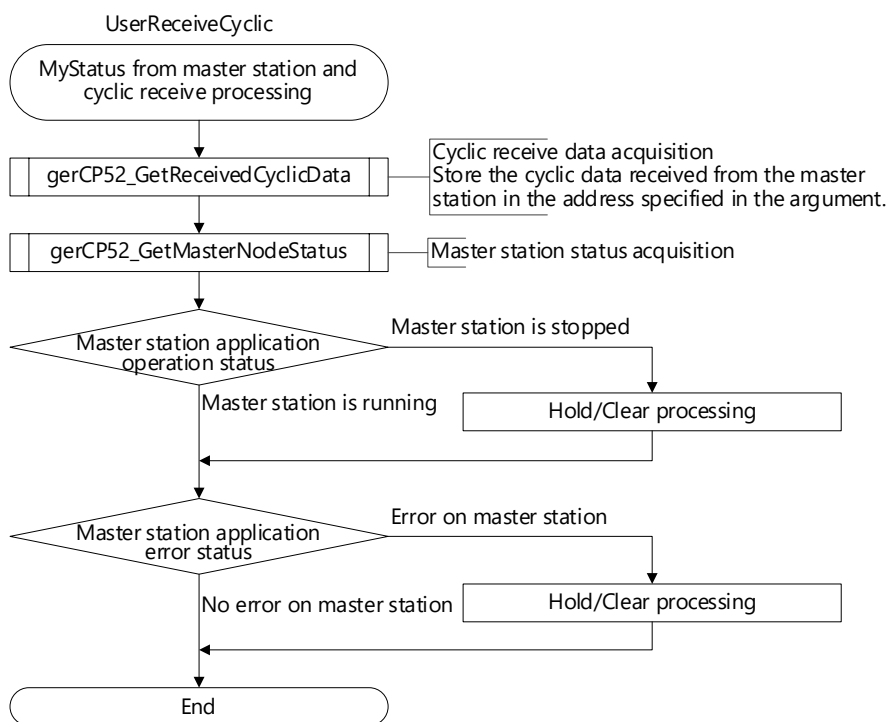 UserReceiveCyclic
MyStatus from master station and
cyclic receive processing
gerCP52_GetReceivedCyclicData
Cyclic receive data acquisition
Store the cyclic data received from the master
station in the address specified in the argument.
gerCP52_GetMasterNodeStatus
Master station status acquisition
Master station application
operation status
Master station is stopped
Master station is running
Hold/Clear processing
Master station application
error status
Error on master station
No error on master station
Hold/Clear processing
End